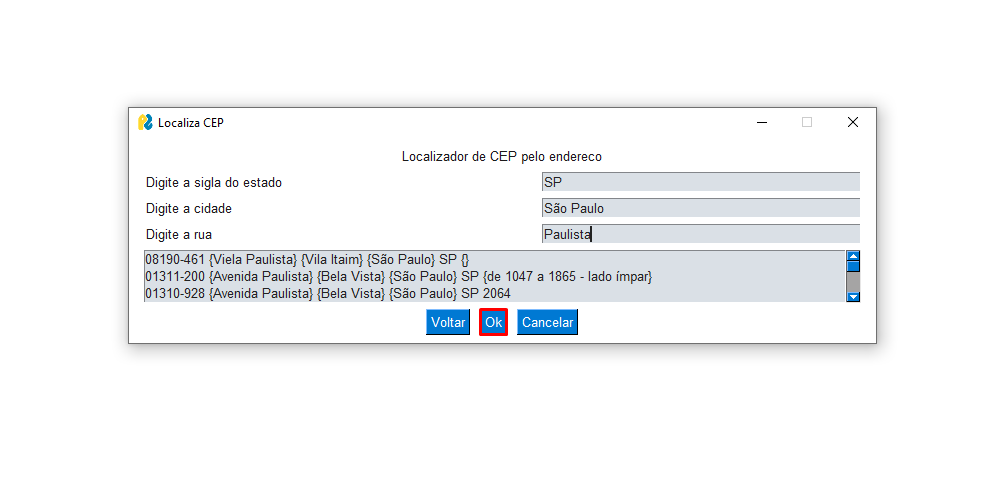 Localiza CEP
Localizador de CEP pelo endereco
Digite a sigla do estado SP
Digite a cidade São Paulo
Digite a rua Paulista
08190-461 {Viela Paulista} {Vila Itaim} {São Paulo} SP {}
01311-200 {Avenida Paulista} {Bela Vista} {São Paulo} SP {de 1047 a 1865 - lado ímpar}
01310-928 {Avenida Paulista} {Bela Vista} {São Paulo} SP 2064
Voltar Ok Cancelar